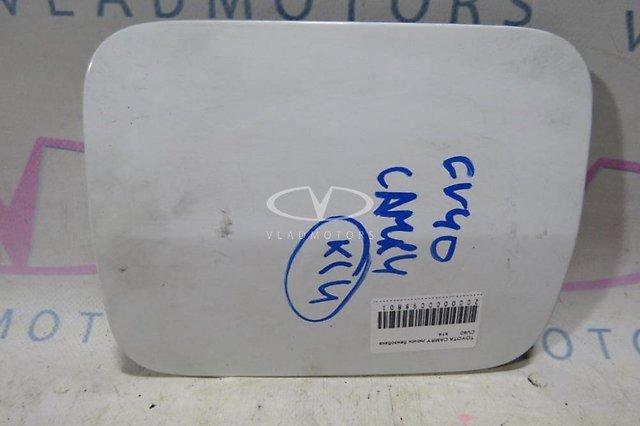 VLADMOTORS
CV40
CAMRY
K14
VLADMOTORS
TOYOTA CAMRY лючок бензобака
CV40 k14